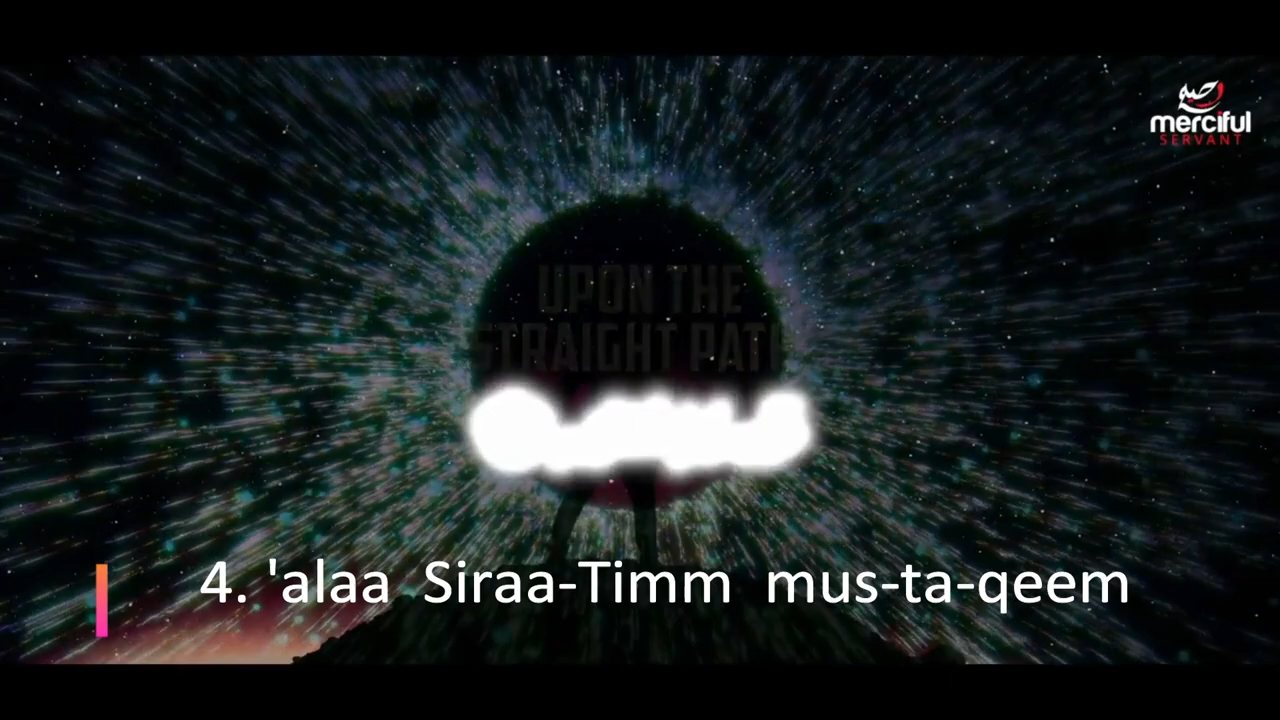 merciful
SERVANT
UPON THE
STRAIGHT PATH
4. 'alaa Siraa-Timm mus-ta-qeem